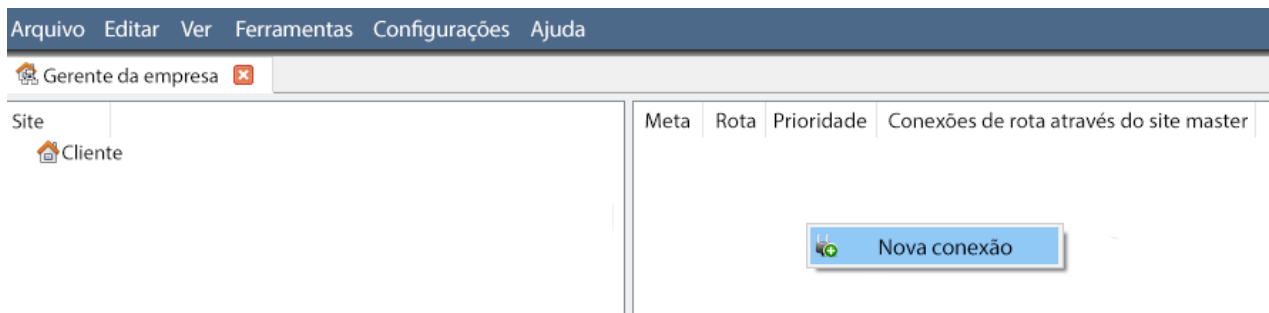 Arquivo Editar Ver Ferramentas Configurações Ajuda
Gerente da empresa
Site
Meta Rota Prioridade Conexões de rota através do site master
Cliente
Nova conexão